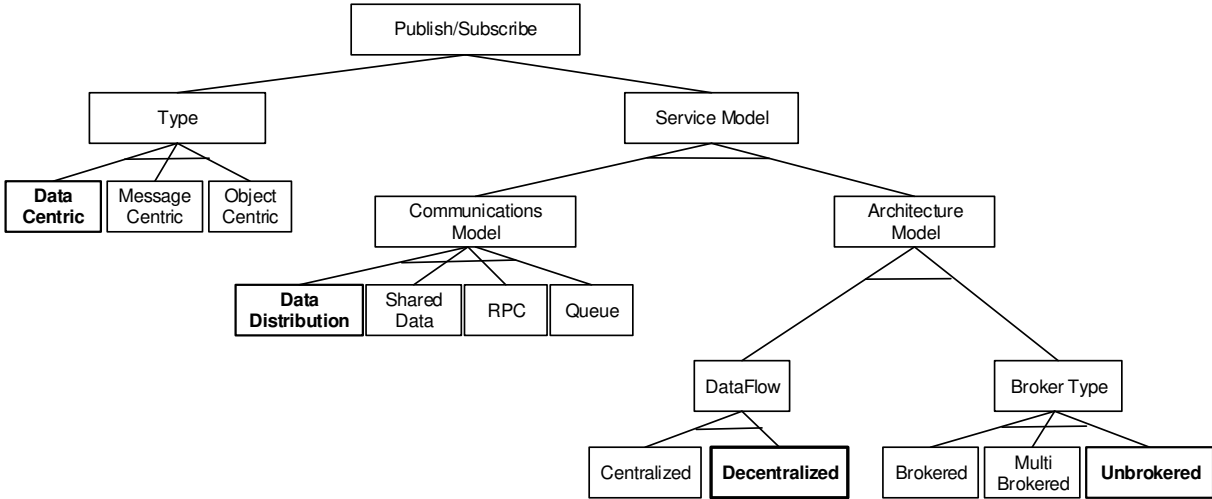 Publish/Subscribe
Type
Service Model
Data
Centric
Message
Centric
Object
Centric
Communications
Model
Architecture
Model
Data
Distribution
Shared
Data
RPC
Queue
DataFlow
Broker Type
Centralized
Decentralized
Brokered
Multi
Brokered
Unbrokered